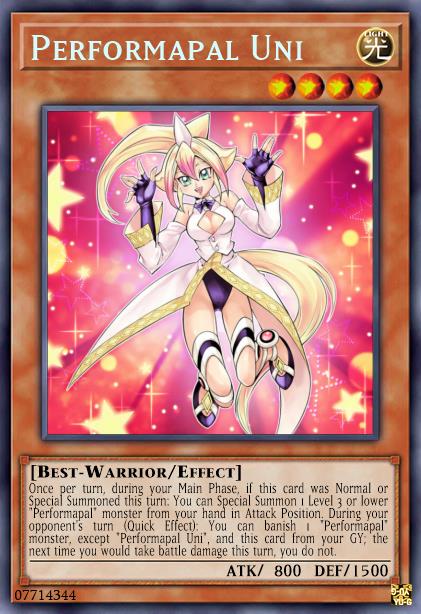 PERFORMAPAL UNI
LIGHT
光
[BEST-WARRIOR/EFFECT]
Once per turn, during your Main Phase, if this card was Normal or
Special Summoned this turn: You can Special Summon 1 Level 3 or lower
"Performapal" monster from your hand in Attack Position. During your
opponent's turn (Quick Effect): You can banish 1 "Performapal"
monster, except "Performapal Uni", and this card from your GY; the
next time you would take battle damage this turn, you do not.
ATK/ 800 DEF/1500
07714344